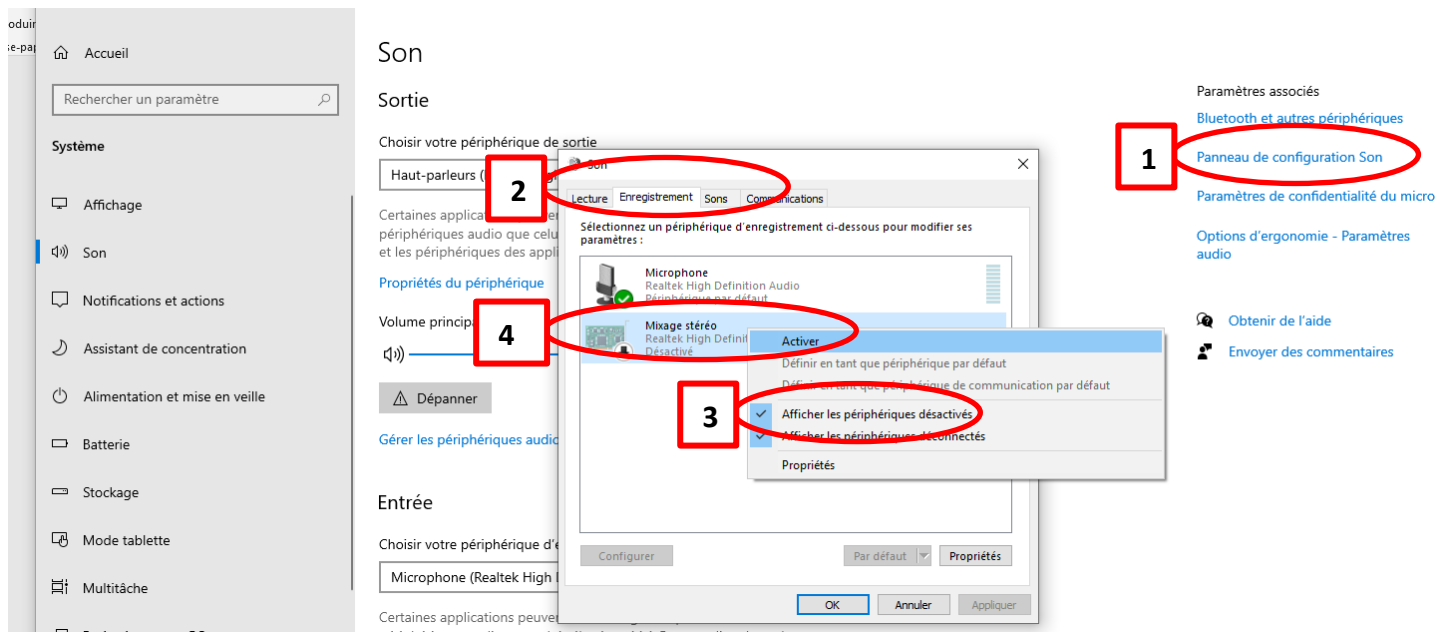 oduir
se-pap
Accueil
Rechercher un paramètre
Système
Affichage
Son
Notifications et actions
Assistant de concentration
Alimentation et mise en veille
Batterie
Stockage
Mode tablette
Multitâche
Son
Sortie
Choisir votre périphérique de sortie
Haut-parleurs (
Certaines applica
périphériques audio que celu
et les périphériques des appli
Propriétés du périphérique
Volume principa
Dépanner
Gérer les périphériques audio
Entrée
Choisir votre périphérique d'e
Microphone (Realtek High
Certaines applications peuve
2
4
3
Son
Lecture Enregistrement Sons Communications
Sélectionnez un périphérique d'enregistrement ci-dessous pour modifier ses
paramètres :
Microphone
Realtek High Definition Audio
Périphérique par défaut
Mixage stéréo
Realtek High Definit
Désactivé
Activer
Définir en tant que périphérique par défaut
Définir en tant que périphérique de communication par défaut
Afficher les périphériques désactivés
Afficher les périphériques déconnectés
Propriétés
Configurer Par défaut Propriétés
OK Annuler Appliquer
1
Paramètres associés
Bluetooth et autres périphériques
Panneau de configuration Son
Paramètres de confidentialité du micro
Options d'ergonomie - Paramètres
audio
Obtenir de l'aide
Envoyer des commentaires